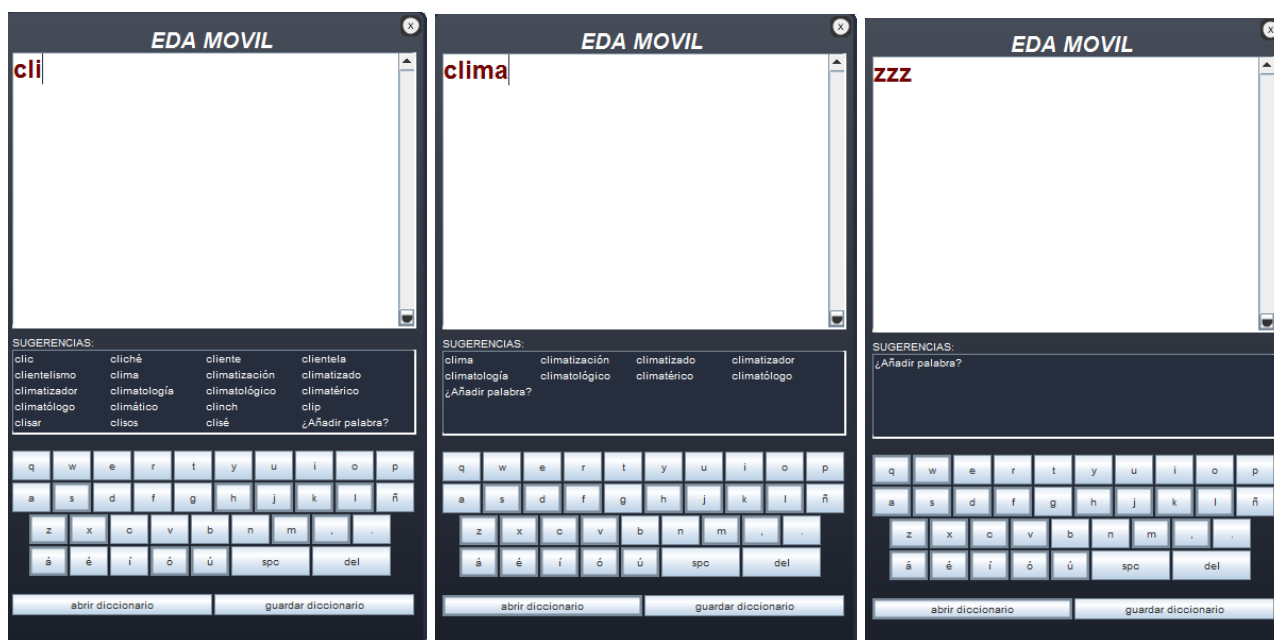 x
EDA MOVIL
cli
SUGERENCIAS:
clic cliché cliente clientela
clientelismo clima climatización climatizado
climatizador climatología climatológico climatérico
climatólogo climático clinch clip
clisar clisos clisé ¿Añadir palabra?
q w e r t y u i o p
a s d f g h j k l ñ
z x c v b n m , .
á é í ó ú spc del
abrir diccionario guardar diccionario
x
EDA MOVIL
clima
SUGERENCIAS:
clima climatización climatizado climatizador
climatología climatológico climatérico climatólogo
¿Añadir palabra?
q w e r t y u i o p
a s d f g h j k l ñ
z x c v b n m , .
á é í ó ú spc del
abrir diccionario guardar diccionario
x
EDA MOVIL
zzz
SUGERENCIAS:
¿Añadir palabra?
q w e r t y u i o p
a s d f g h j k l ñ
z x c v b n m , .
á é í ó ú spc del
abrir diccionario guardar diccionario